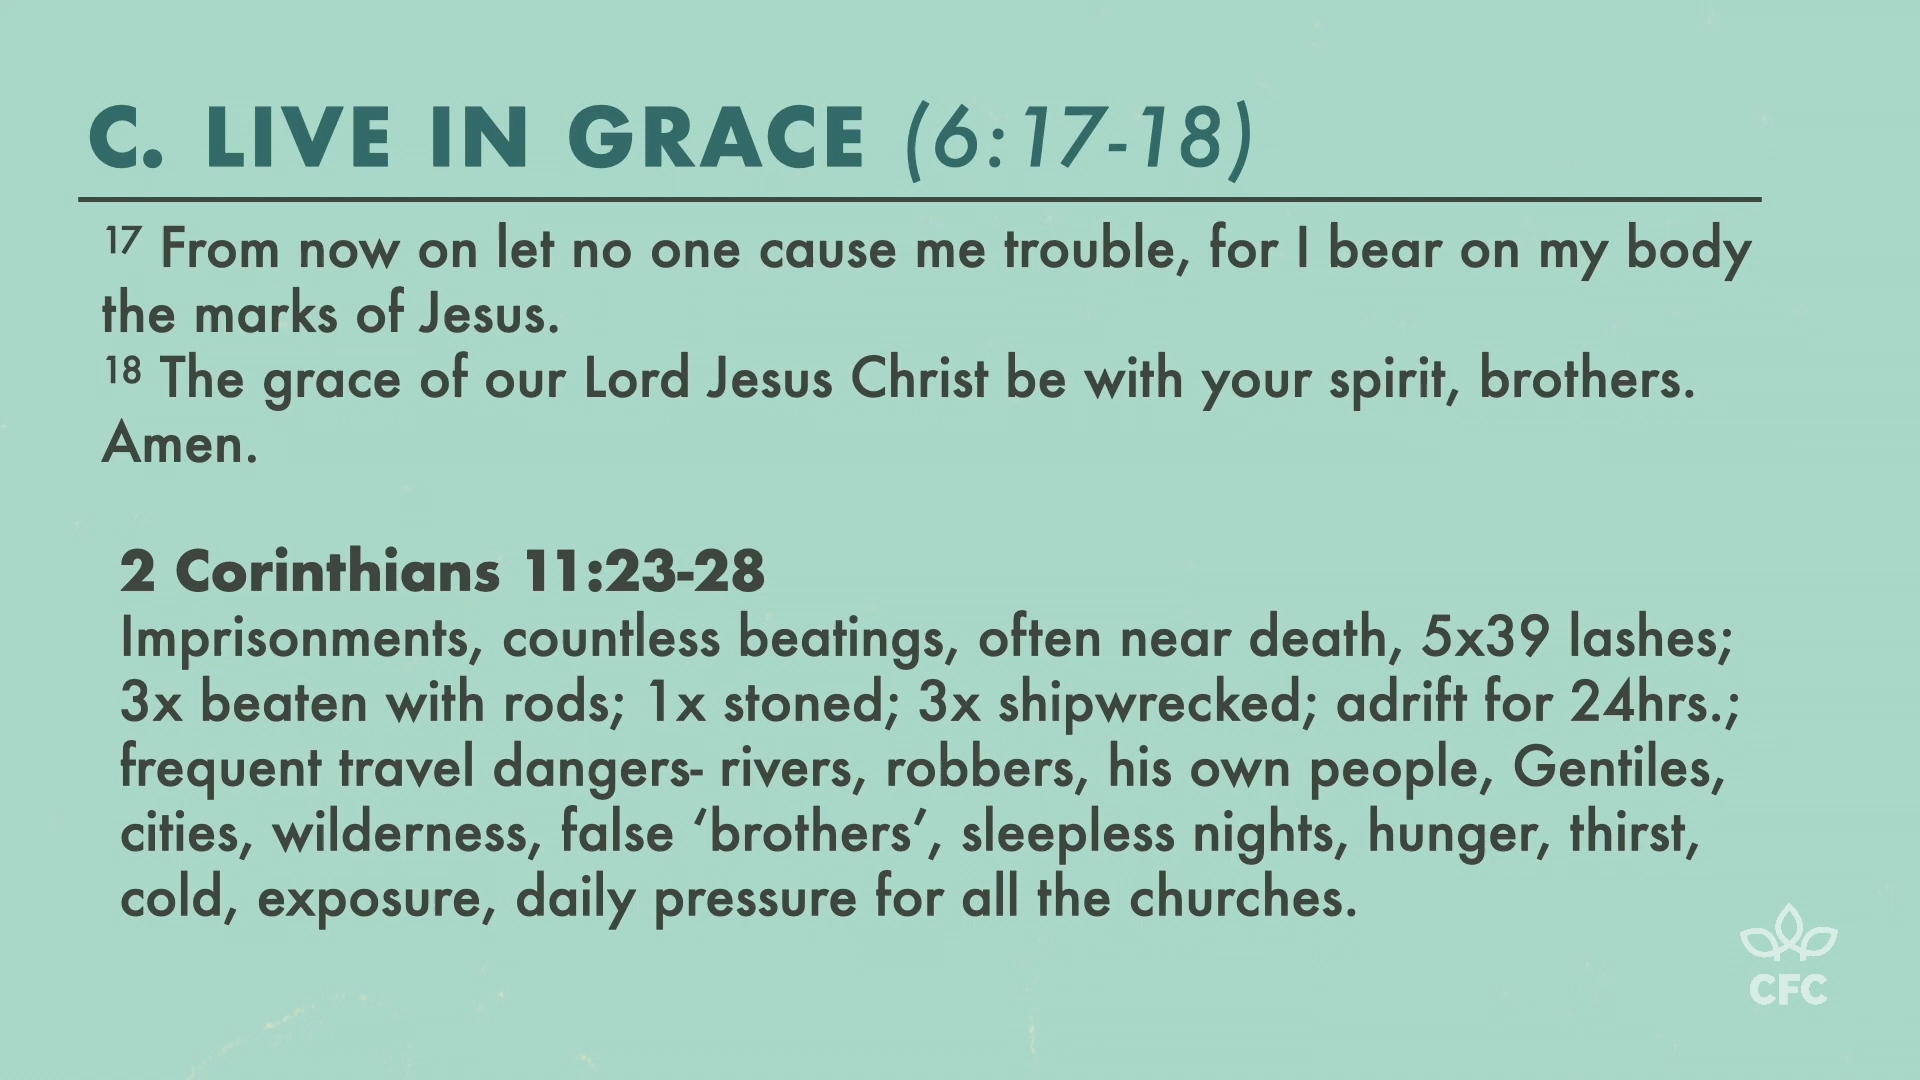 C. LIVE IN GRACE (6:17-18)
17 From now on let no one cause me trouble, for I bear on my body
the marks of Jesus.
18 The grace of our Lord Jesus Christ be with your spirit, brothers.
Amen.
2 Corinthians 11:23-28
Imprisonments, countless beatings, often near death, 5x39 lashes;
3x beaten with rods; 1x stoned; 3x shipwrecked; adrift for 24hrs.;
frequent travel dangers- rivers, robbers, his own people, Gentiles,
cities, wilderness, false ‘brothers’, sleepless nights, hunger, thirst,
cold, exposure, daily pressure for all the churches.
CFC